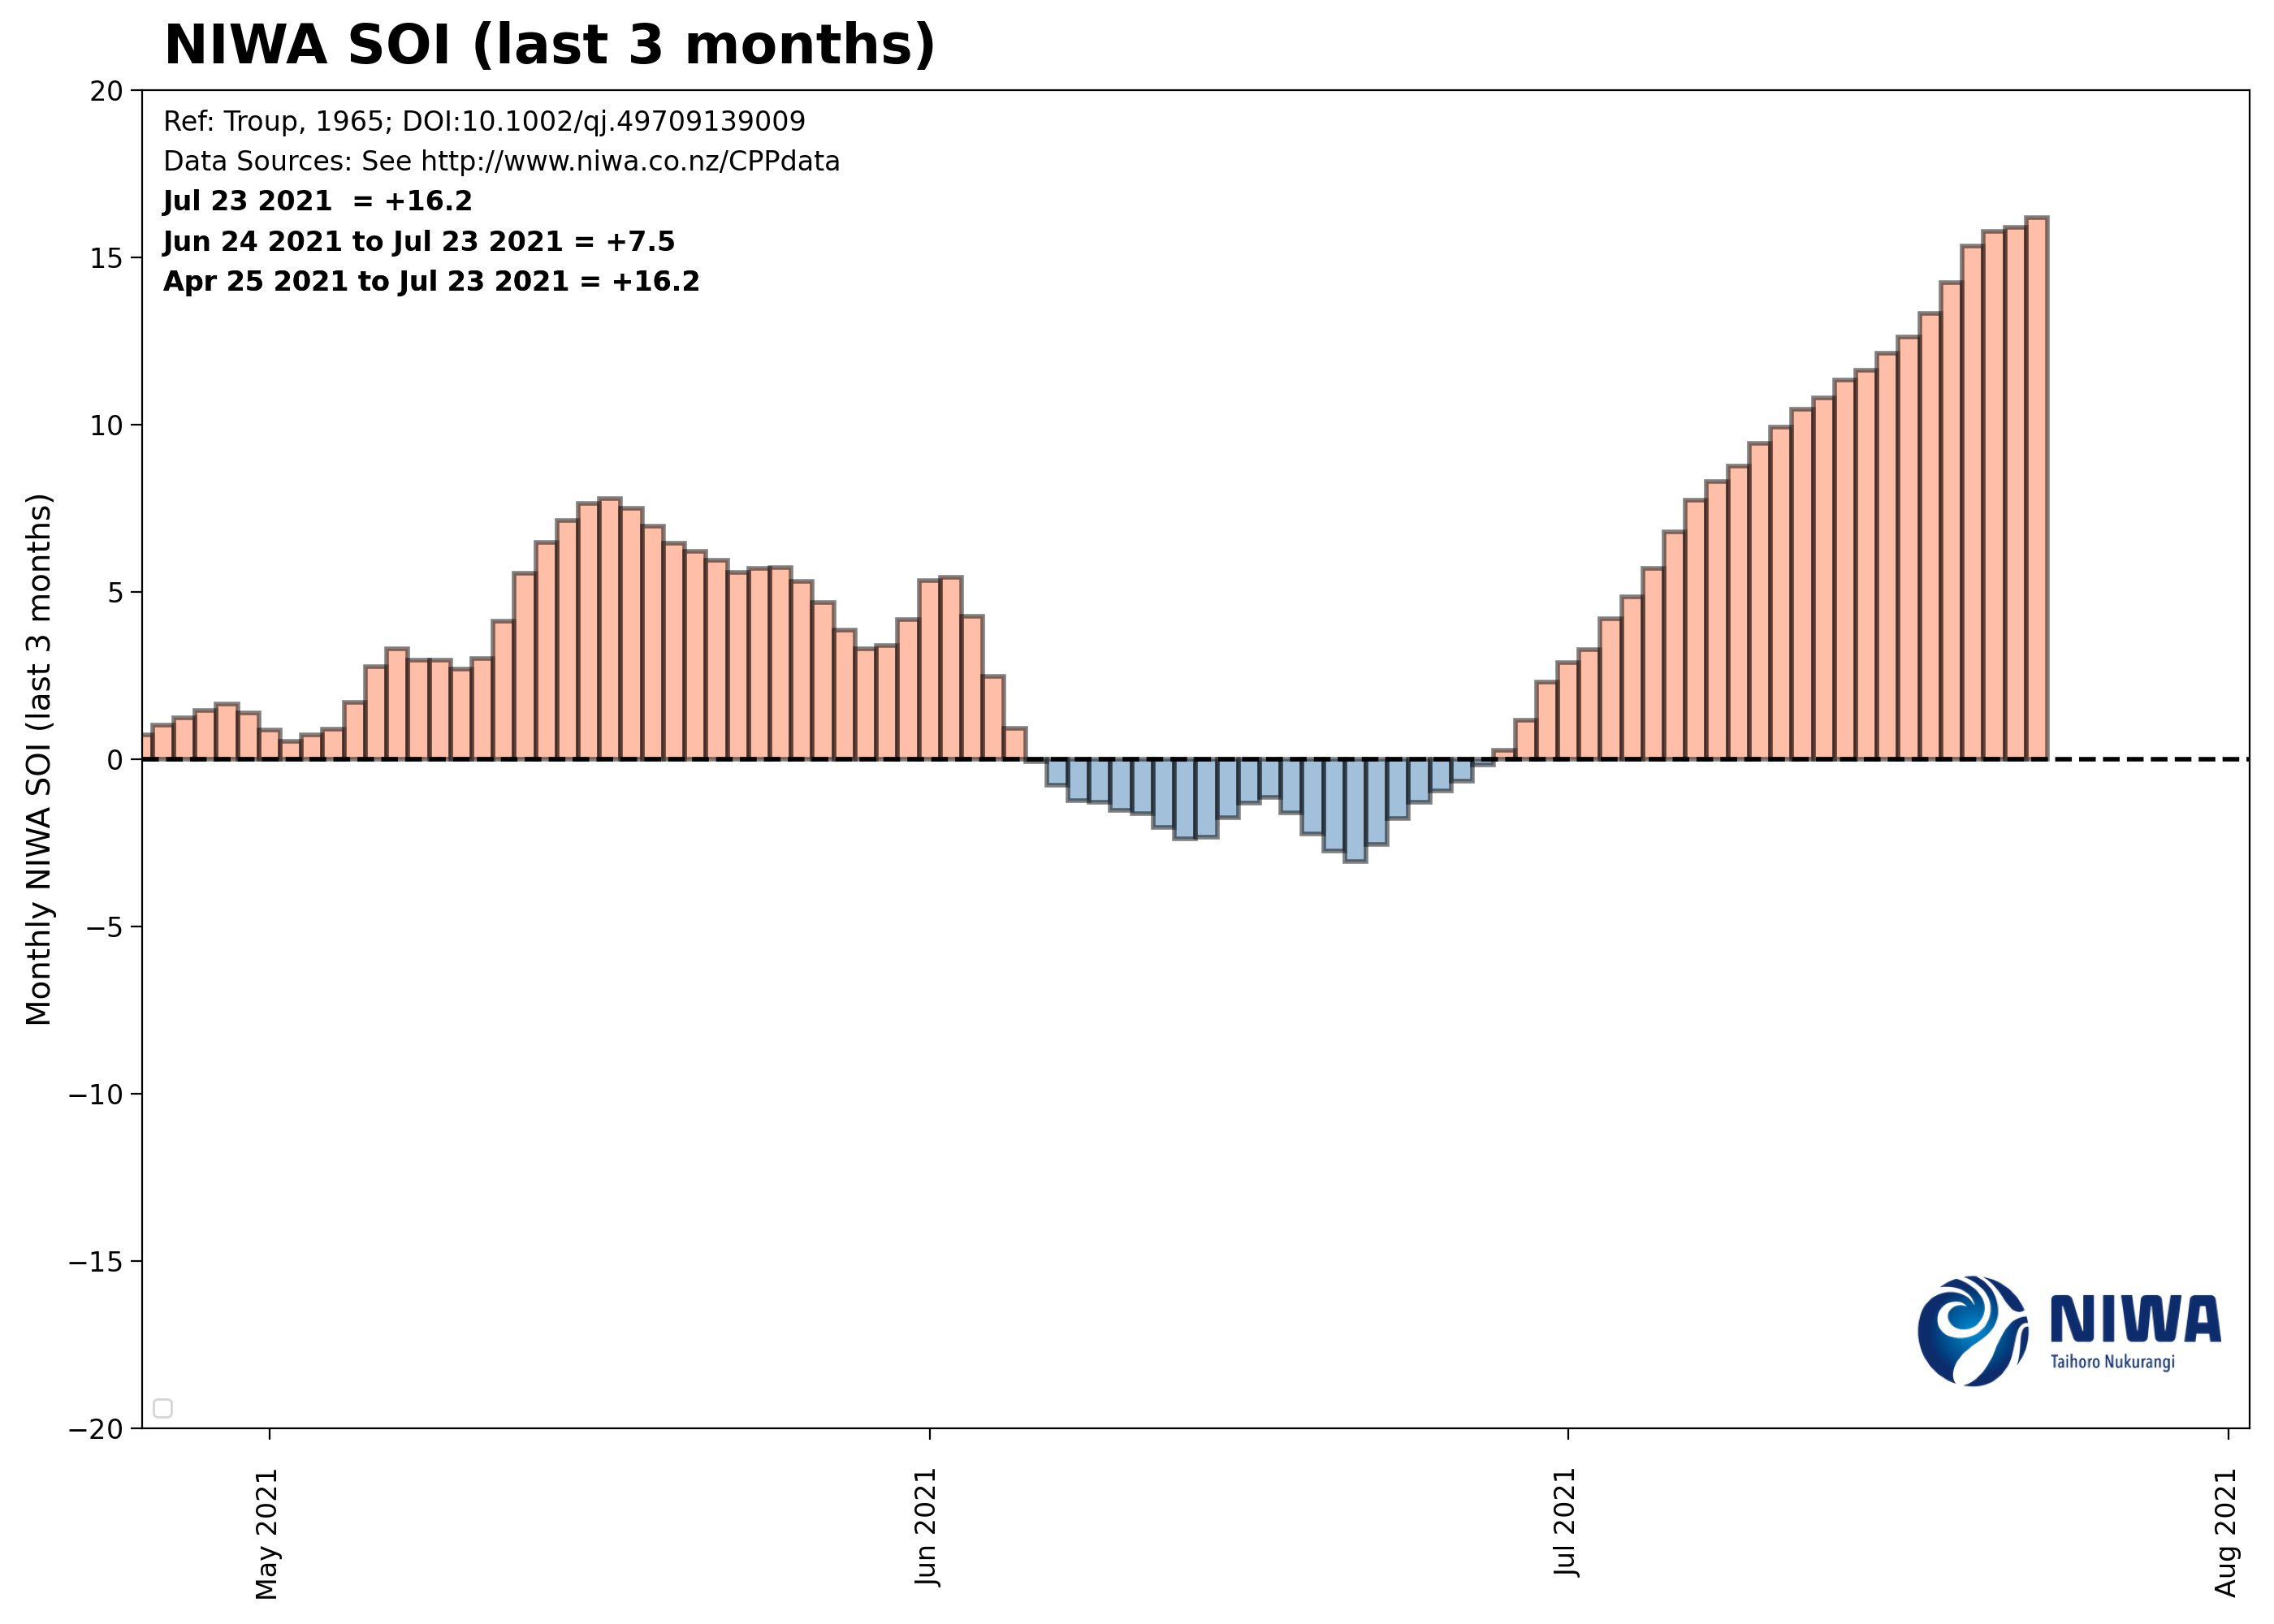 NIWA SOI (last 3 months)
Ref: Troup, 1965; DOI:10.1002/qj.49709139009
Data Sources: See http://www.niwa.co.nz/CPPdata
Jul 23 2021  = +16.2
Jun 24 2021 to Jul 23 2021 = +7.5
Apr 25 2021 to Jul 23 2021 = +16.2
Monthly NIWA SOI (last 3 months)
20
15
10
5
0
−5
−10
−15
−20
May 2021
Jun 2021
Jul 2021
Aug 2021
NIWA
Taihoro Nukurangi